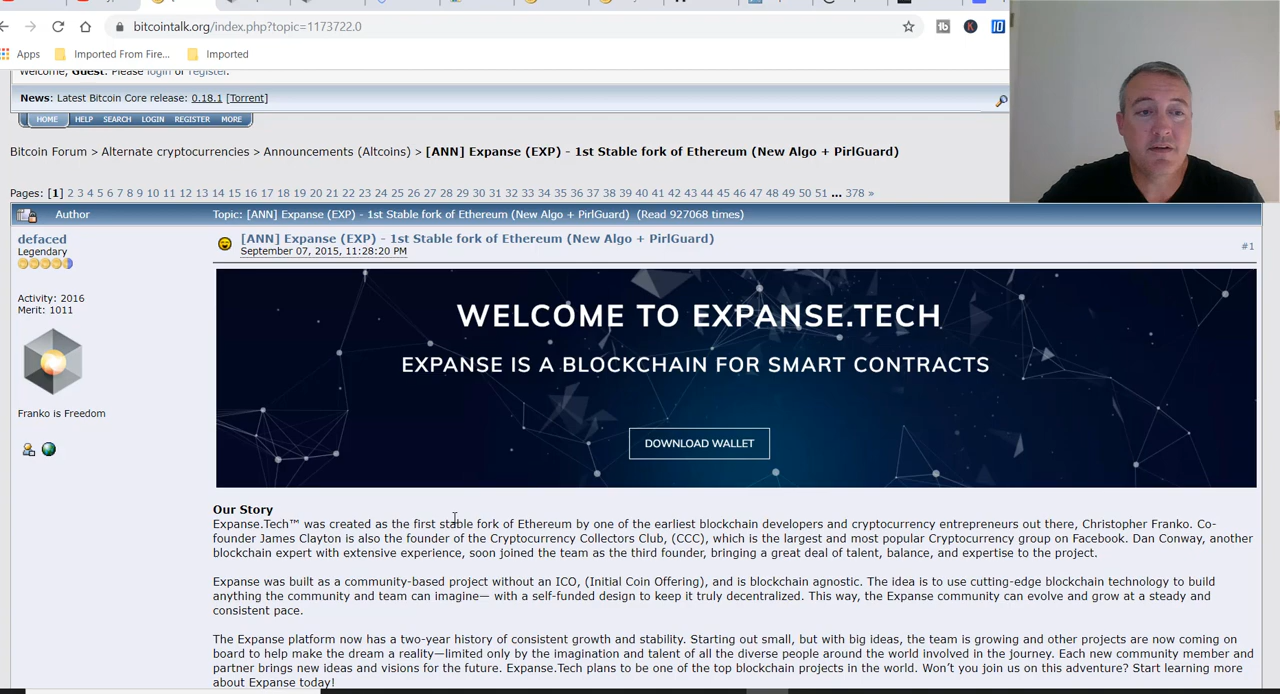 bitcointalk.org/index.php?topic=1173722.0
Apps Imported From Fire... Imported
Welcome, Guest. Please login or register.
News: Latest Bitcoin Core release: 0.18.1 [Torrent]
HOME HELP SEARCH LOGIN REGISTER MORE
Bitcoin Forum > Alternate cryptocurrencies > Announcements (Altcoins) > [ANN] Expanse (EXP) - 1st Stable fork of Ethereum (New Algo + PirlGuard)
Pages: [1] 2 3 4 5 6 7 8 9 10 11 12 13 14 15 16 17 18 19 20 21 22 23 24 25 26 27 28 29 30 31 32 33 34 35 36 37 38 39 40 41 42 43 44 45 46 47 48 49 50 51 ... 378 »
Author Topic: [ANN] Expanse (EXP) - 1st Stable fork of Ethereum (New Algo + PirlGuard) (Read 927068 times)
defaced
Legendary
Activity: 2016
Merit: 1011
Franko is Freedom
[ANN] Expanse (EXP) - 1st Stable fork of Ethereum (New Algo + PirlGuard)
September 07, 2015, 11:28:20 PM
#1
WELCOME TO EXPANSE.TECH
EXPANSE IS A BLOCKCHAIN FOR SMART CONTRACTS
DOWNLOAD WALLET
Our Story
Expanse.Tech™ was created as the first stable fork of Ethereum by one of the earliest blockchain developers and cryptocurrency entrepreneurs out there, Christopher Franko. Co-
founder James Clayton is also the founder of the Cryptocurrency Collectors Club, (CCC), which is the largest and most popular Cryptocurrency group on Facebook. Dan Conway, another
blockchain expert with extensive experience, soon joined the team as the third founder, bringing a great deal of talent, balance, and expertise to the project.
Expanse was built as a community-based project without an ICO, (Initial Coin Offering), and is blockchain agnostic. The idea is to use cutting-edge blockchain technology to build
anything the community and team can imagine— with a self-funded design to keep it truly decentralized. This way, the Expanse community can evolve and grow at a steady and
consistent pace.
The Expanse platform now has a two-year history of consistent growth and stability. Starting out small, but with big ideas, the team is growing and other projects are now coming on
board to help make the dream a reality—limited only by the imagination and talent of all the diverse people around the world involved in the journey. Each new community member and
partner brings new ideas and visions for the future. Expanse.Tech plans to be one of the top blockchain projects in the world. Won't you join us on this adventure? Start learning more
about Expanse today!